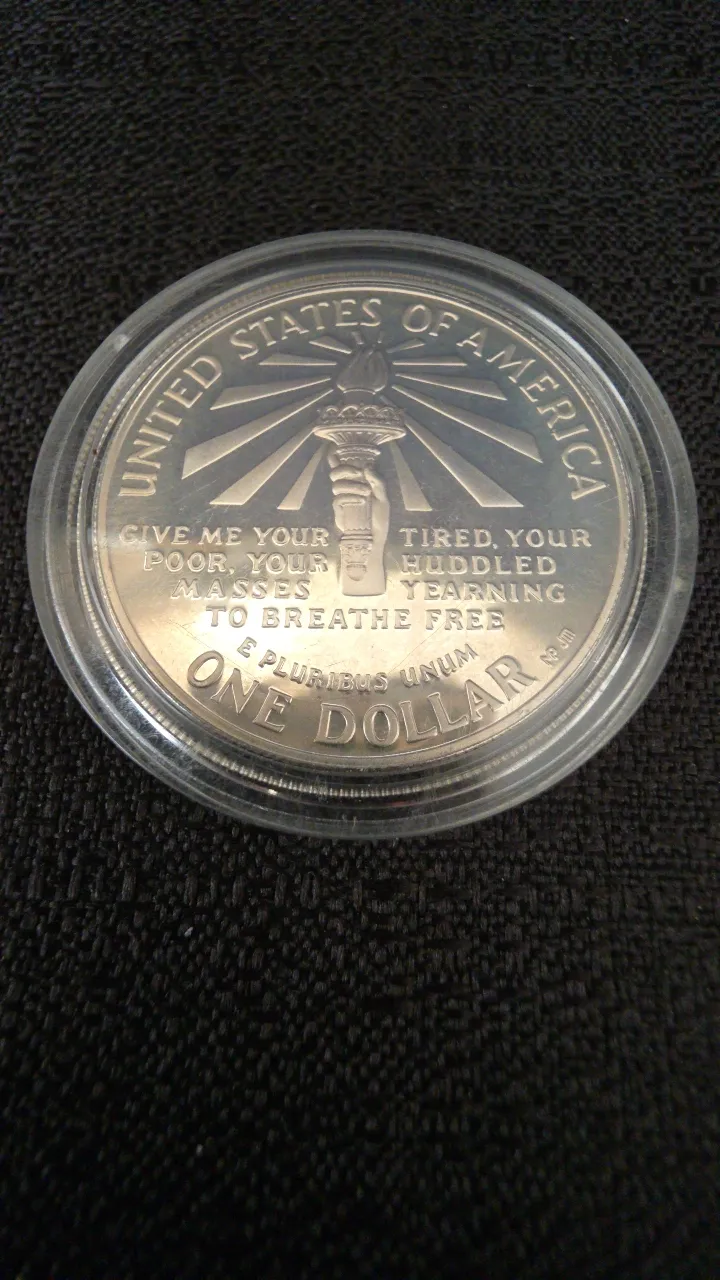 UNITED STATES OF AMERICA
GIVE ME YOUR TIRED, YOUR
POOR, YOUR HUDDLED
MASSES YEARNING
TO BREATHE FREE
E PLURIBUS UNUM
ONE DOLLAR